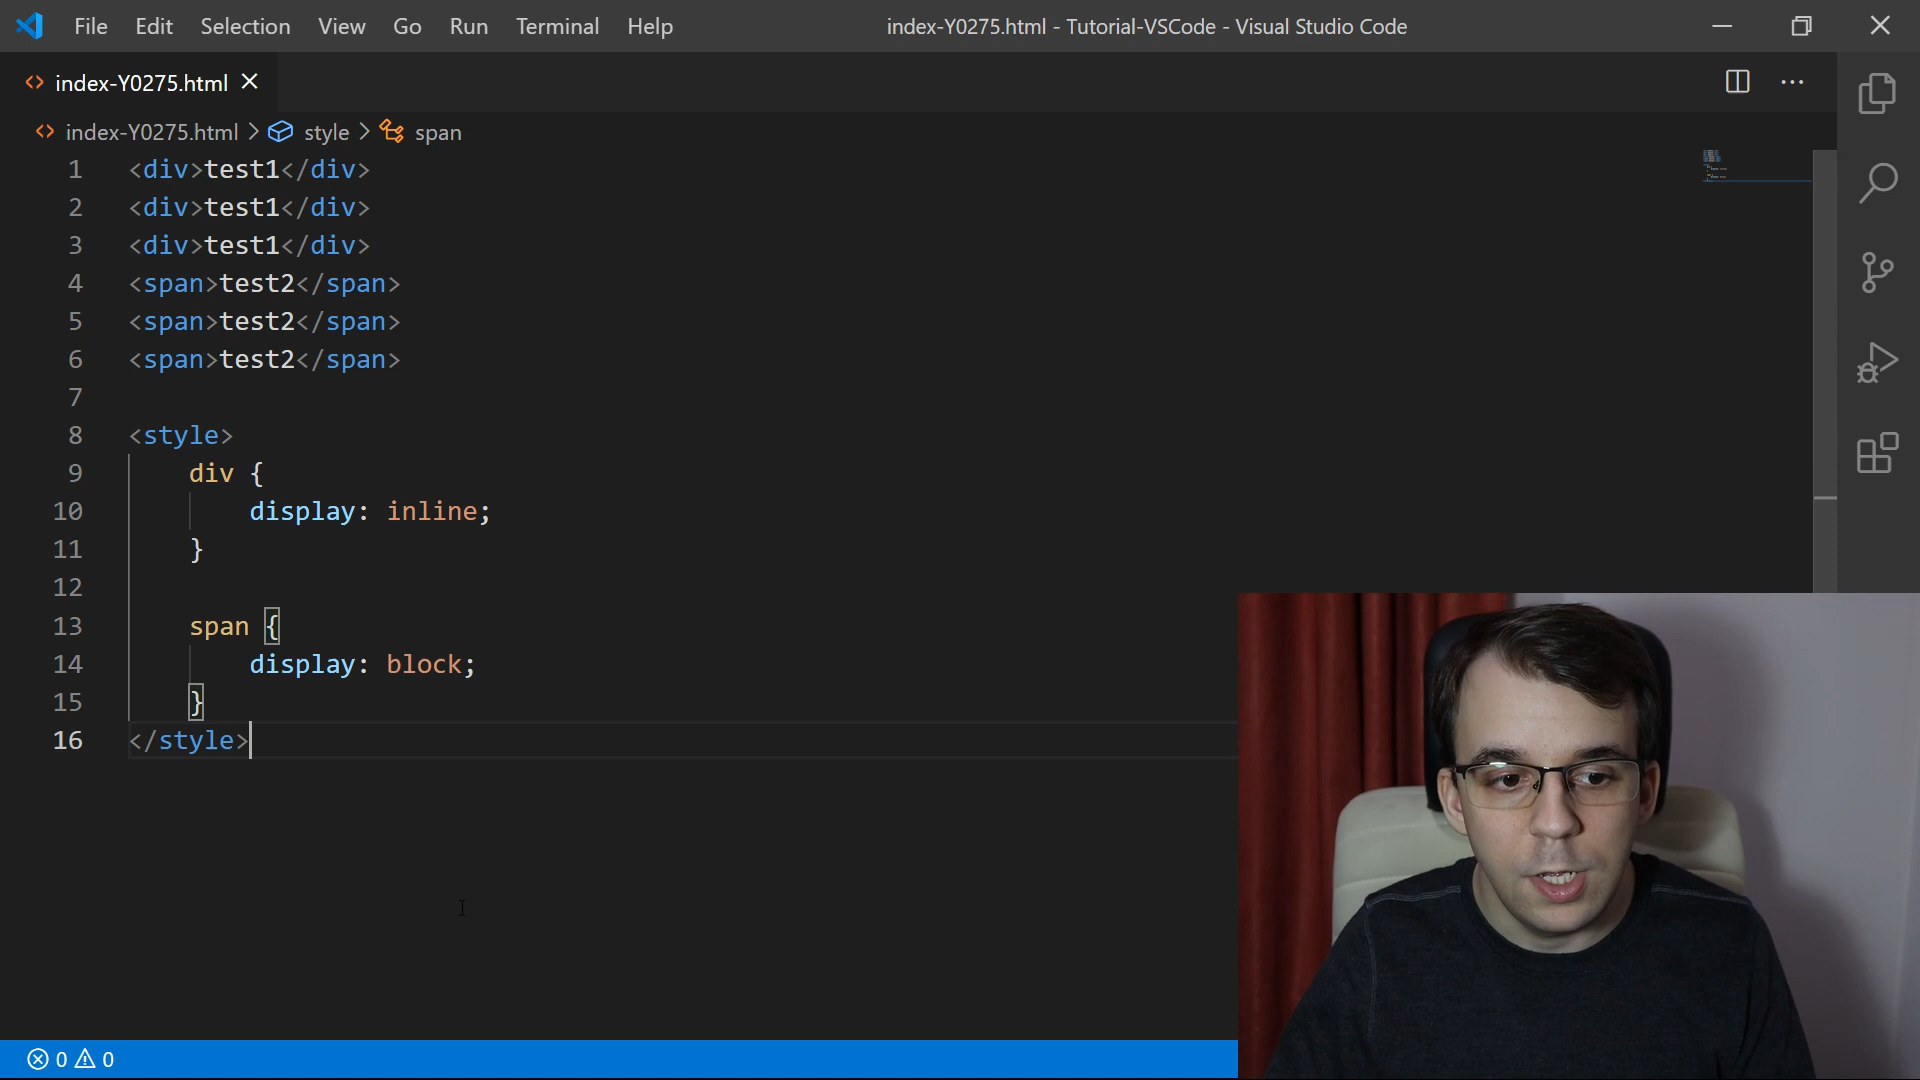 File Edit Selection View Go Run Terminal Help index-Y0275.html - Tutorial-VSCode - Visual Studio Code
index-Y0275.html
index-Y0275.html > style > span
1 <div>test1</div>
2 <div>test1</div>
3 <div>test1</div>
4 <span>test2</span>
5 <span>test2</span>
6 <span>test2</span>
7
8 <style>
9 div {
10 display: inline;
11 }
12
13 span {
14 display: block;
15 }
16 </style>
0 0